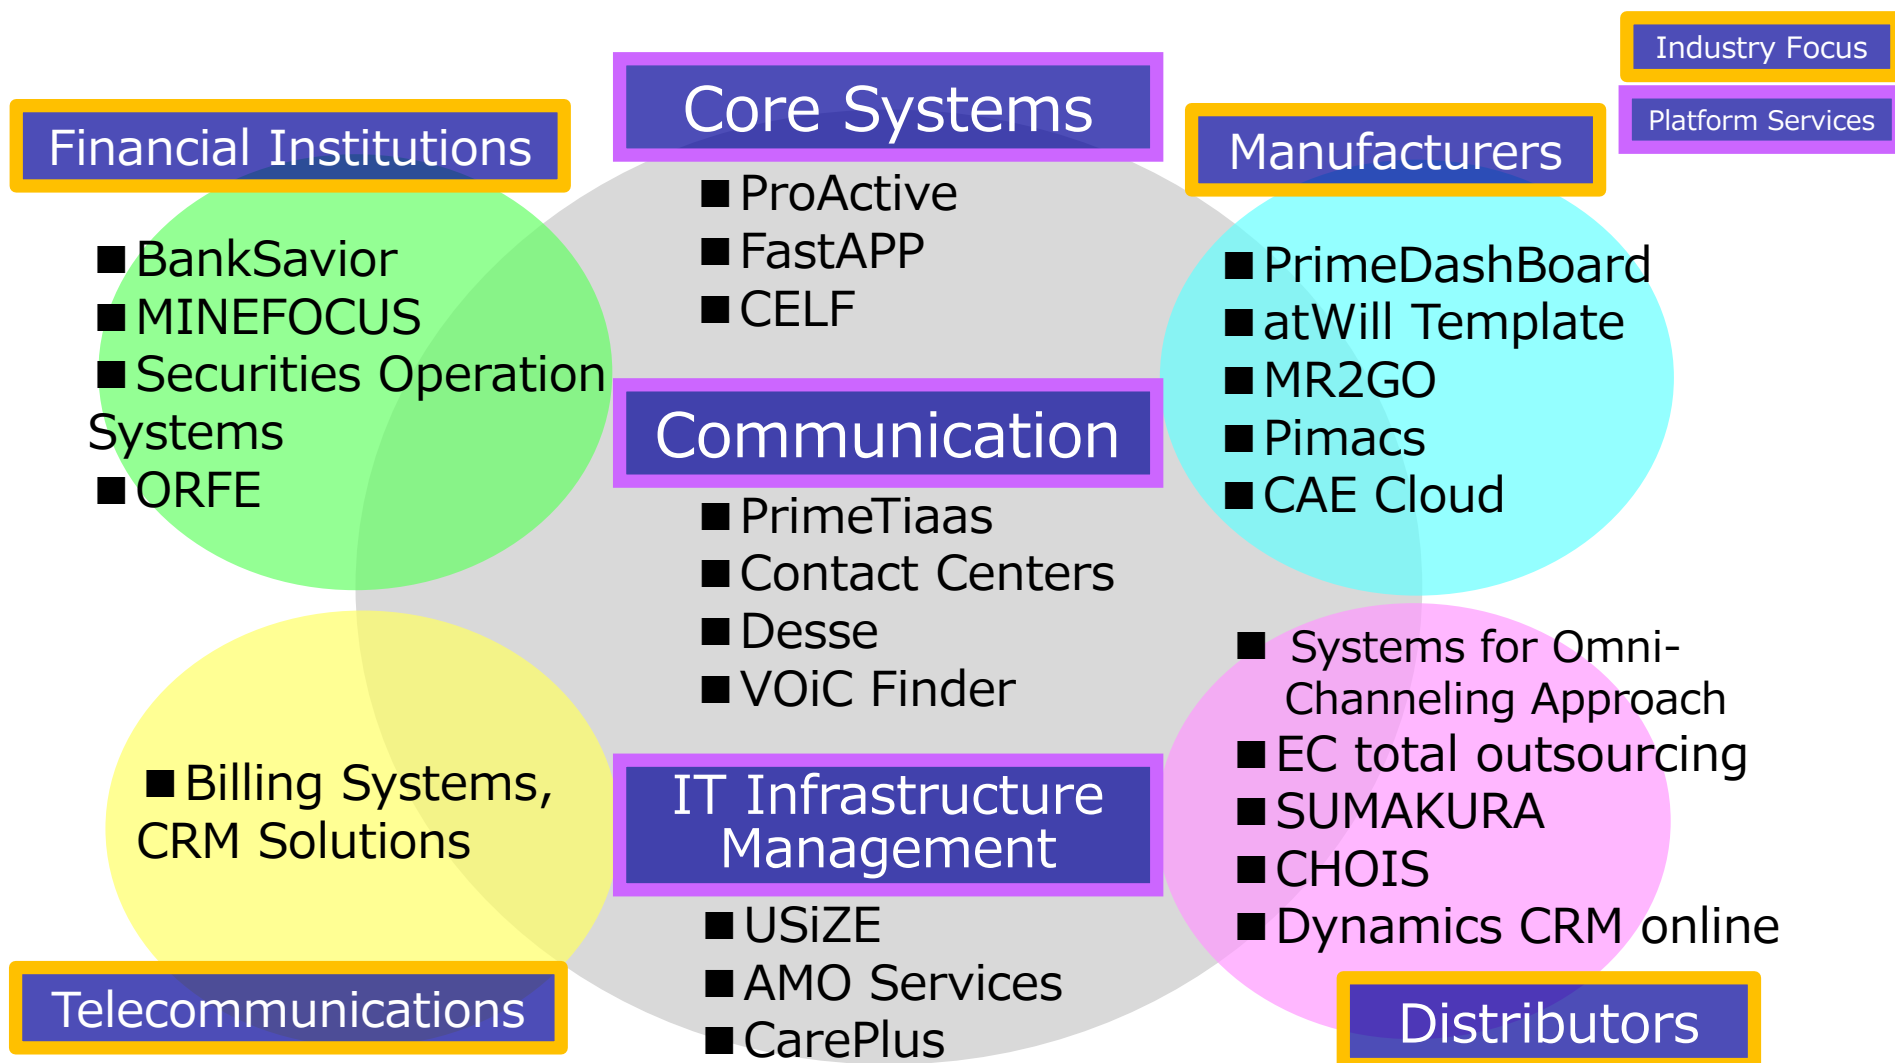 Industry Focus
Platform Services
Financial Institutions
■BankSavior
■MINEFOCUS
■Securities Operation
Systems
■ORFE
Core Systems
■ProActive
■FastAPP
■CELF
Communication
■PrimeTiaas
■Contact Centers
■Desse
■VOiC Finder
IT Infrastructure
Management
■USiZE
■AMO Services
■CarePlus
Manufacturers
■PrimeDashBoard
■atWill Template
■MR2GO
■Pimacs
■CAE Cloud
■Billing Systems,
CRM Solutions
Telecommunications
■ Systems for Omni-
Channeling Approach
■EC total outsourcing
■SUMAKURA
■CHOIS
■Dynamics CRM online
Distributors